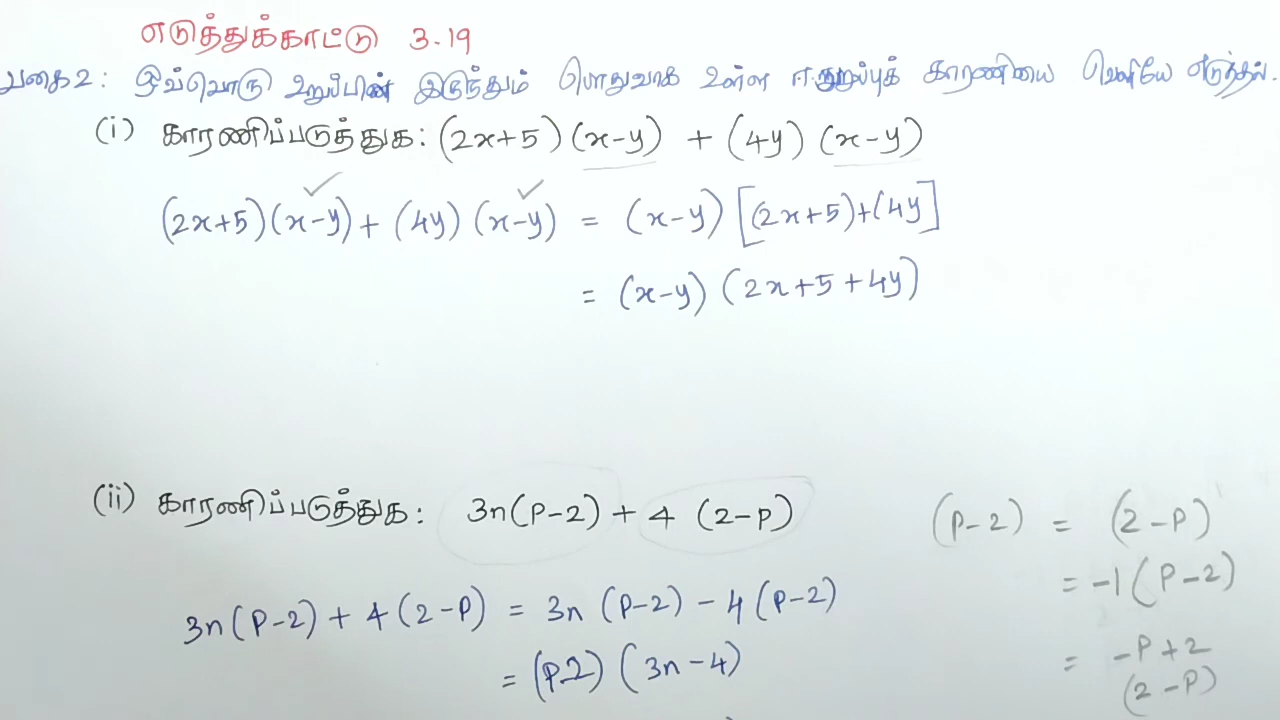 எடுத்துக்காட்டு 3.19
வகை 2: ஒவ்வொரு உறுப்பின் இருந்தும் பொதுவாக உள்ள ஈருறுப்புக் காரணியை வெளியே எடுத்தல்.
(i) காரணிப்படுத்துக: (2x+5) (x-y) + (4y) (x-y)
(2x+5)(x-y)+ (4y) (x-y) = (x-y) [(2x+5)+(4y]
= (x-y) (2x+5+4y)
(ii) காரணிப்படுத்துக: 3n(P-2) + 4 (2-P)
(P-2) = (2-P)
= -1(P-2)
3n(P-2) + 4(2-P) = 3n (P-2) - 4(P-2)
= -P+2
= (P2) (3n-4)
(2-P)